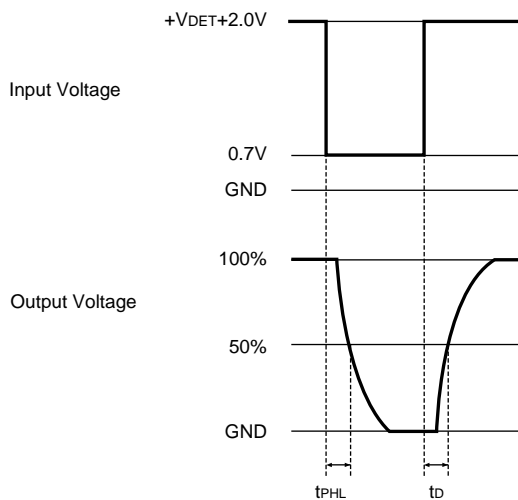 +VDET+2.0V
Input Voltage
0.7V
GND
100%
Output Voltage
50%
GND
tPHL tD